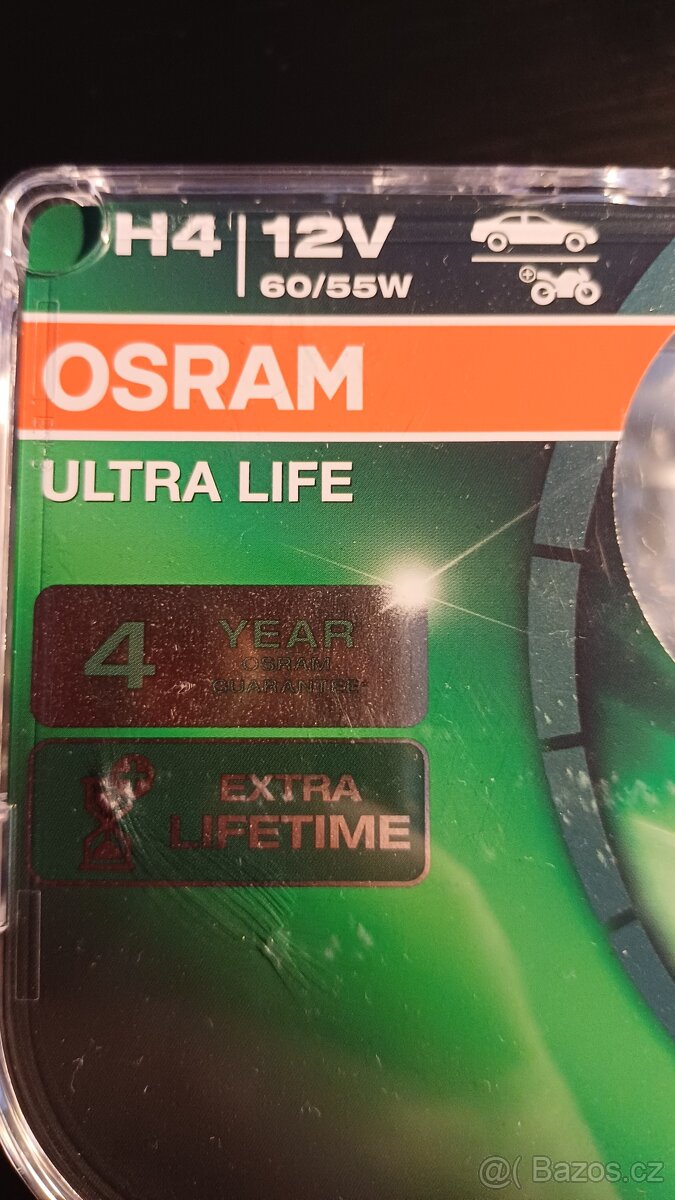 H4 12V
60/55W
OSRAM
ULTRA LIFE
4 YEAR
OSRAM
GUARANTEE*
EXTRA
LIFETIME
@( Bazos.cz